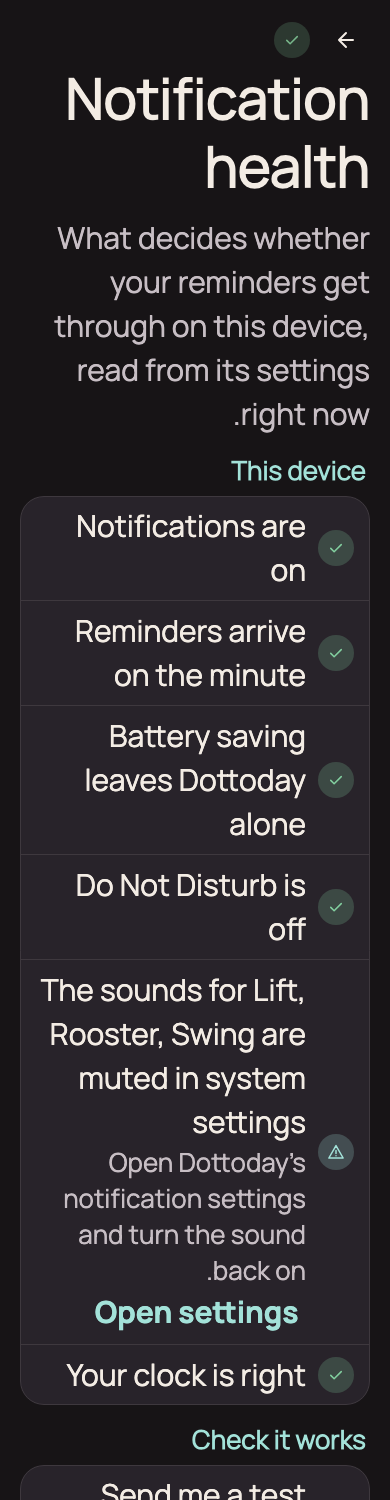 Notification
health
What decides whether
your reminders get
through on this device,
read from its settings
.right now
This device
Notifications are
on
Reminders arrive
on the minute
Battery saving
leaves Dottoday
alone
Do Not Disturb is
off
The sounds for Lift,
Rooster, Swing are
muted in system
settings
Open Dottoday's
notification settings
and turn the sound
.back on
Open settings
Your clock is right
Check it works
Send me a test